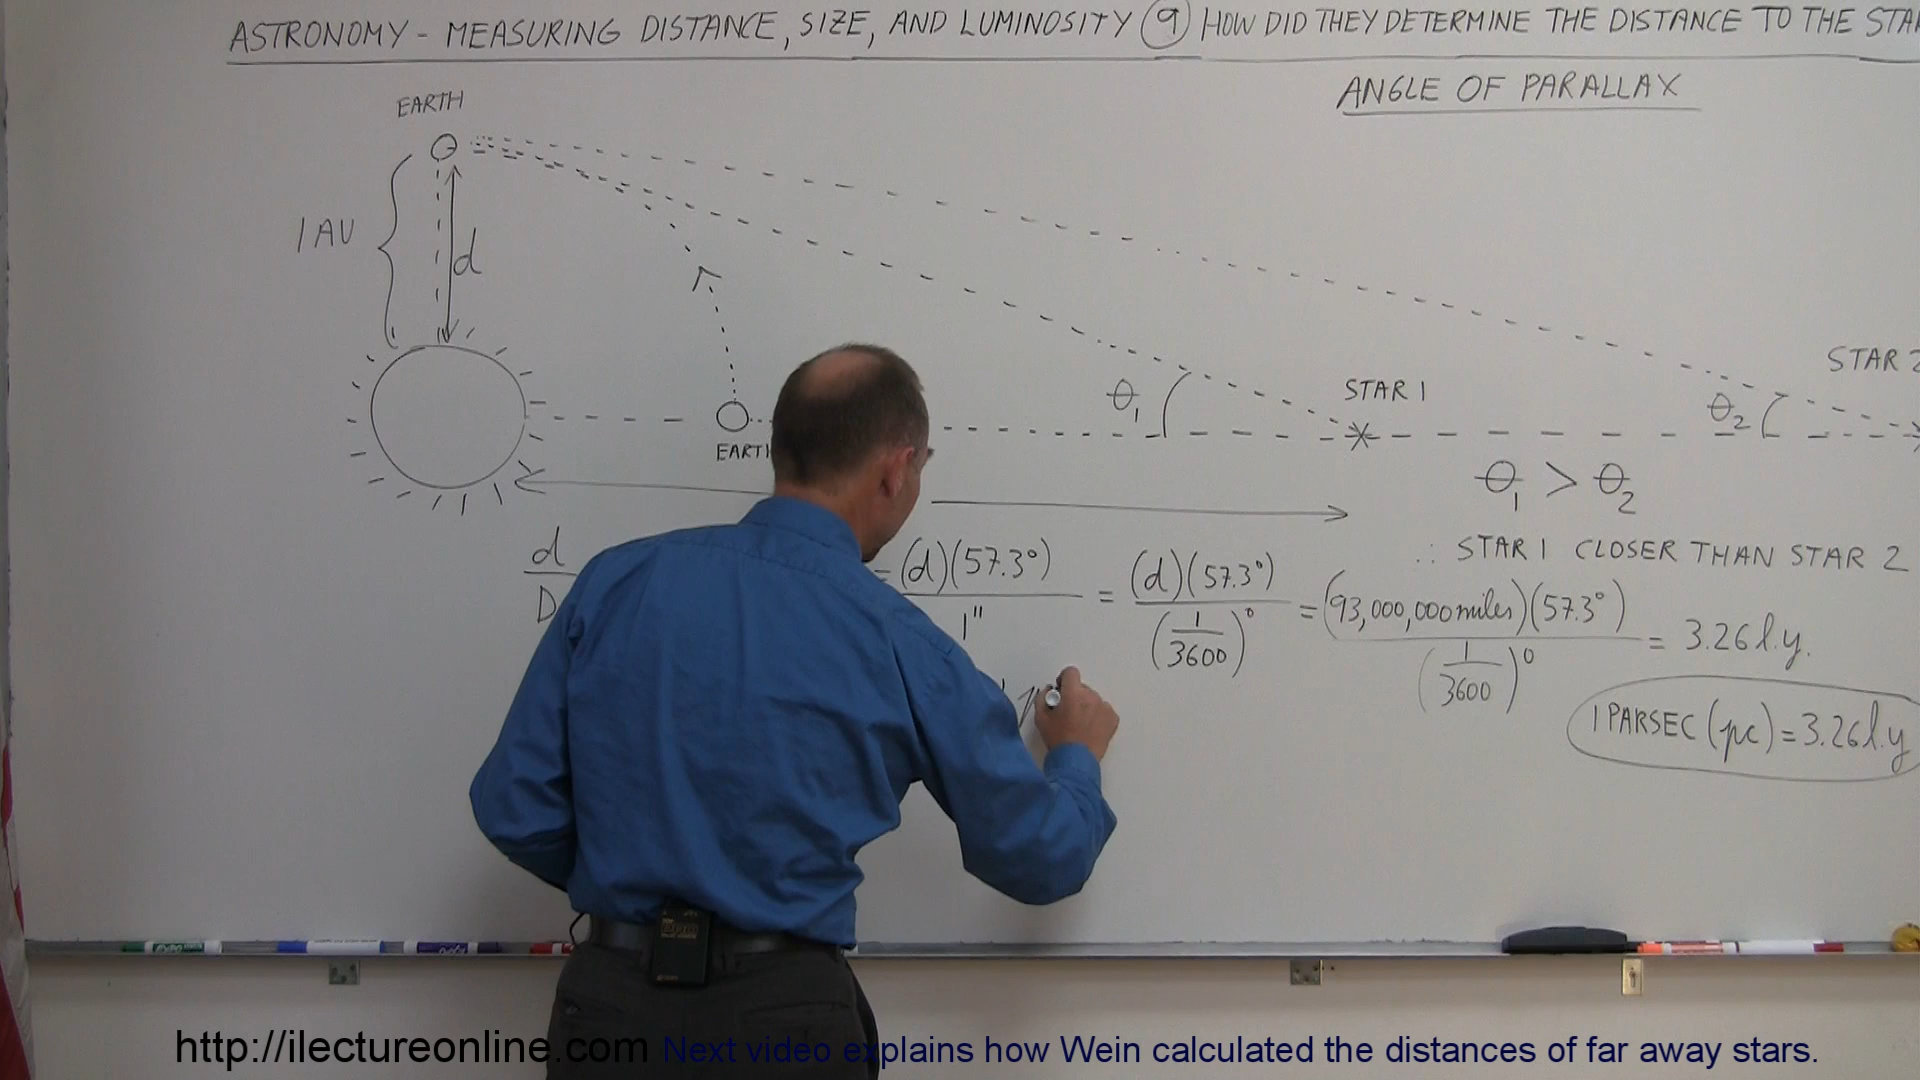 ASTRONOMY - MEASURING DISTANCE, SIZE, AND LUMINOSITY ⑨ HOW DID THEY DETERMINE THE DISTANCE TO THE
ANGLE OF PARALLAX
EARTH
1 AU
d
STAR 2
STAR 1
θ₁
θ₂
EARTH
θ₁ > θ₂
∴ STAR 1 CLOSER THAN STAR 2
d/D = (d)(57.3°)/1" = (d)(57.3°)/(1/3600)° = (93,000,000 miles)(57.3°)/(1/3600)° = 3.26 l.y.
1 PARSEC (pc) = 3.26 l.y
http://ilectureonline.com Next video explains how Wein calculated the distances of far away stars.